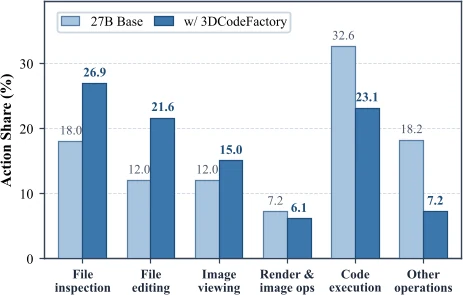 27B Base
w/ 3DCodeFactory
Action Share (%)
30
20
10
0
18.0
26.9
12.0
21.6
12.0
15.0
7.2
6.1
32.6
23.1
18.2
7.2
File
inspection
File
editing
Image
viewing
Render &
image ops
Code
execution
Other
operations